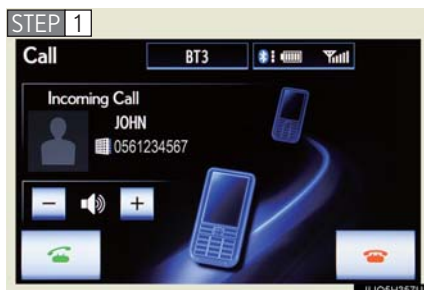 STEP 1
Call BT3
Incoming Call
JOHN
0561234567
− +